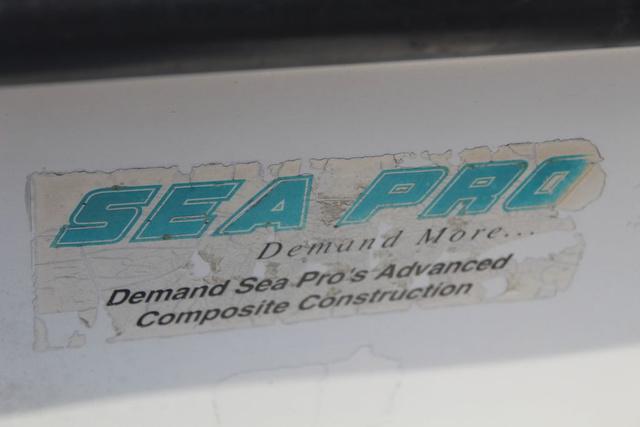 SEA PRO
Demand More...
Demand Sea Pro's Advanced
Composite Construction